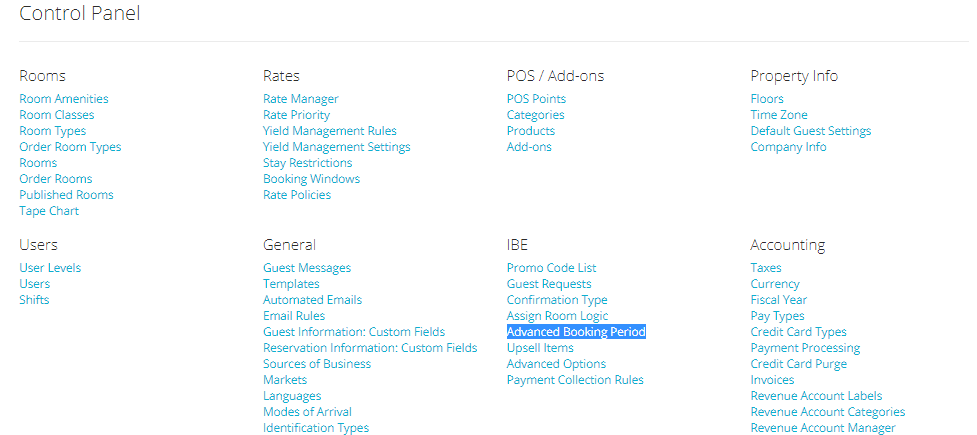 Control Panel
Rooms
Room Amenities
Room Classes
Room Types
Order Room Types
Rooms
Order Rooms
Published Rooms
Tape Chart
Rates
Rate Manager
Rate Priority
Yield Management Rules
Yield Management Settings
Stay Restrictions
Booking Windows
Rate Policies
POS / Add-ons
POS Points
Categories
Products
Add-ons
Property Info
Floors
Time Zone
Default Guest Settings
Company Info
Users
User Levels
Users
Shifts
General
Guest Messages
Templates
Automated Emails
Email Rules
Guest Information: Custom Fields
Reservation Information: Custom Fields
Sources of Business
Markets
Languages
Modes of Arrival
Identification Types
IBE
Promo Code List
Guest Requests
Confirmation Type
Assign Room Logic
Advanced Booking Period
Upsell Items
Advanced Options
Payment Collection Rules
Accounting
Taxes
Currency
Fiscal Year
Pay Types
Credit Card Types
Payment Processing
Credit Card Purge
Invoices
Revenue Account Labels
Revenue Account Categories
Revenue Account Manager